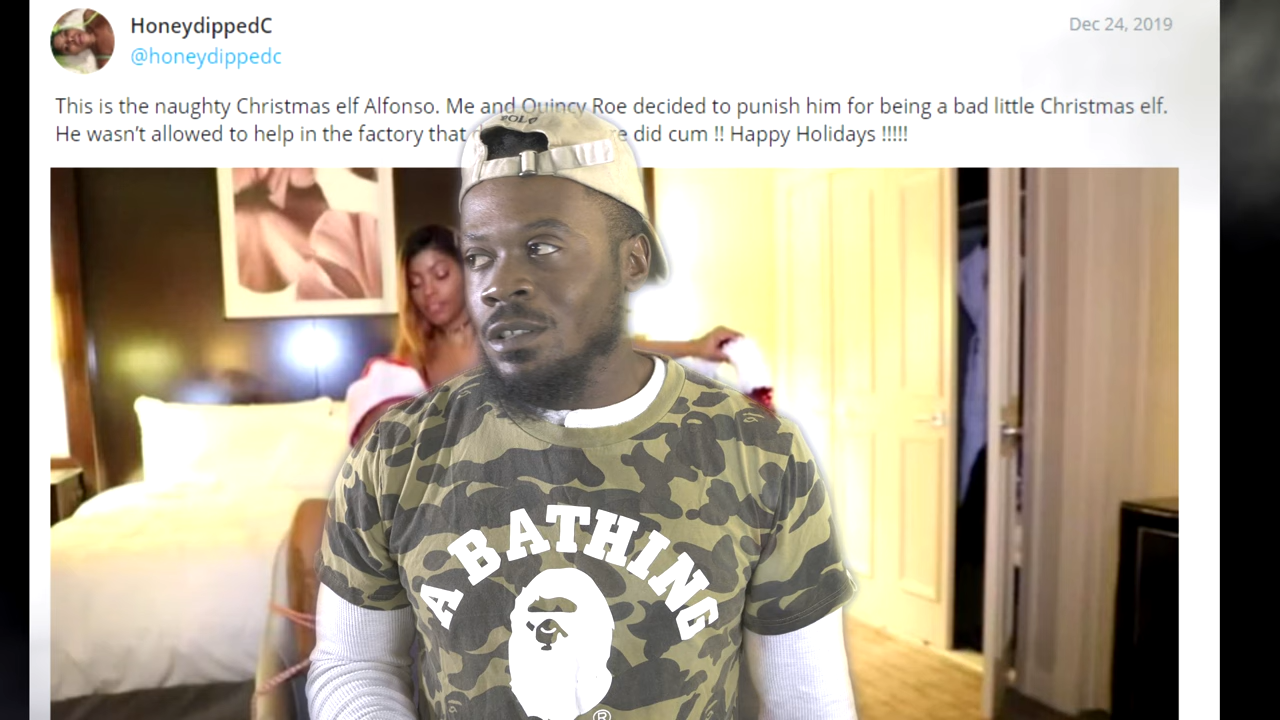 HoneydippedC
Dec 24, 2019
@honeydippedc
This is the naughty Christmas elf Alfonso. Me and Quincy Roe decided to punish him for being a bad little Christmas elf.
He wasn't allowed to help in the factory that did cum !! Happy Holidays !!!!!
POLO
A BATHING
®